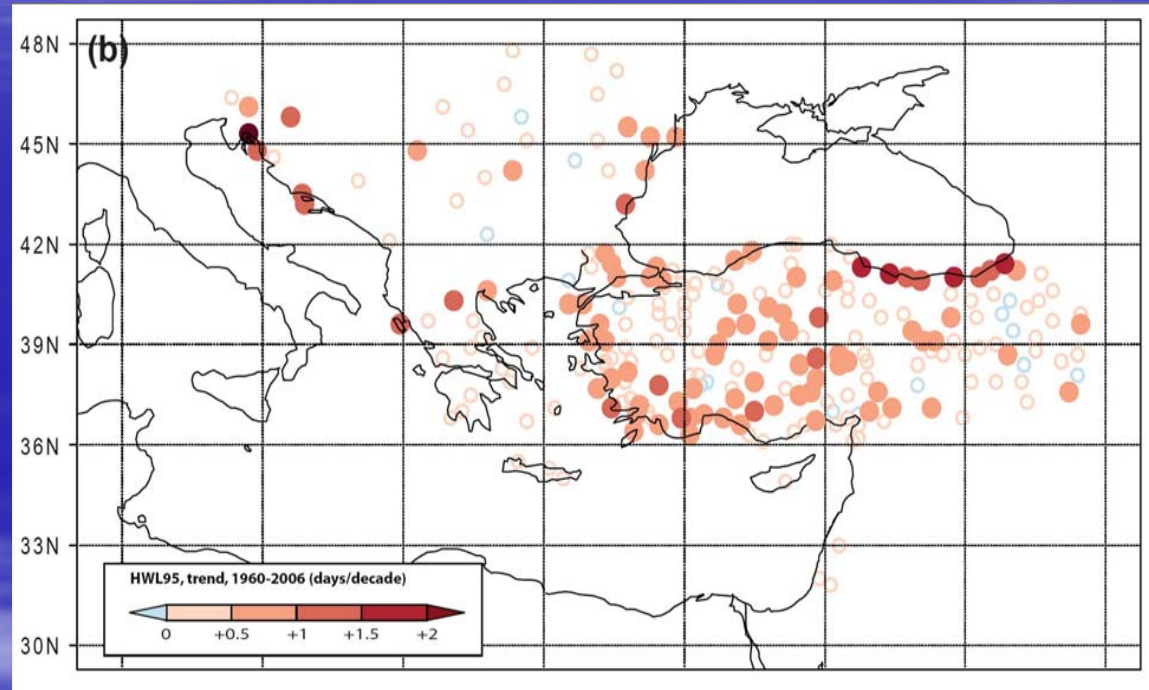 (b)
48N
45N
42N
39N
36N
33N
30N
HWL95, trend, 1960-2006 (days/decade)
0 +0.5 +1 +1.5 +2